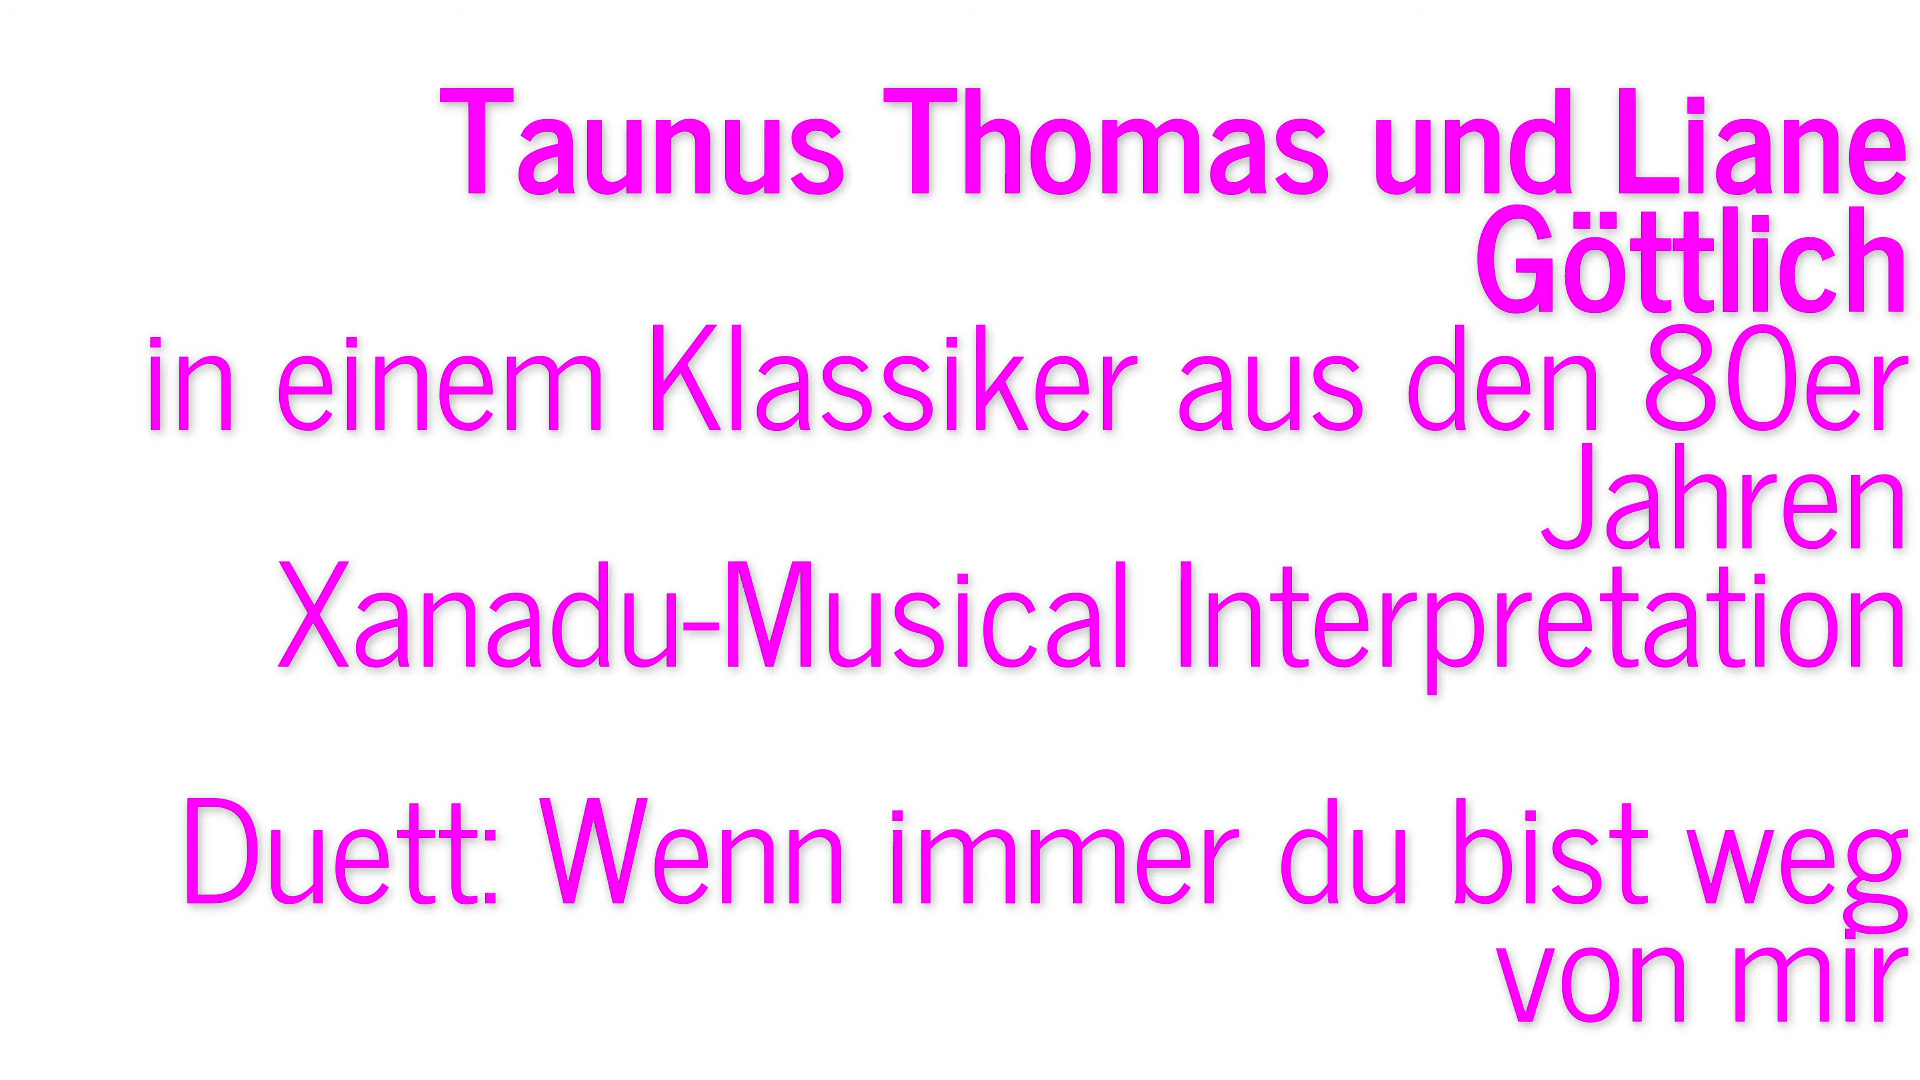 Taunus Thomas und Liane
Göttlich
in einem Klassiker aus den 80er
Jahren
Xanadu-Musical Interpretation
Duett: Wenn immer du bist weg
von mir